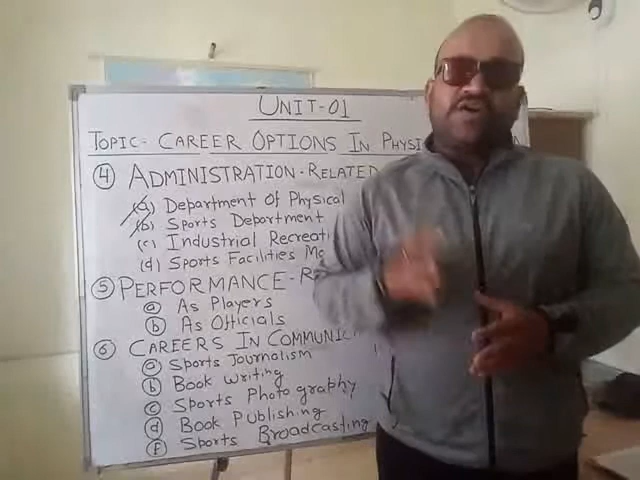 UNIT-01
TOPIC- CAREER OPTIONS IN PHYSI
④ ADMINISTRATION-RELATED
(a) Department Of Physical
(b) Sports Department
(c) Industrial Recreati
(d) Sports Facilities Ma
⑤ PERFORMANCE-RE
ⓐ As Players
ⓑ As Officials
⑥ CAREERS IN COMMUNIC
ⓐ Sports Journalism
ⓑ Book Writing
ⓒ Sports Photography
ⓓ Book Publishing
ⓕ Sports Broadcasting